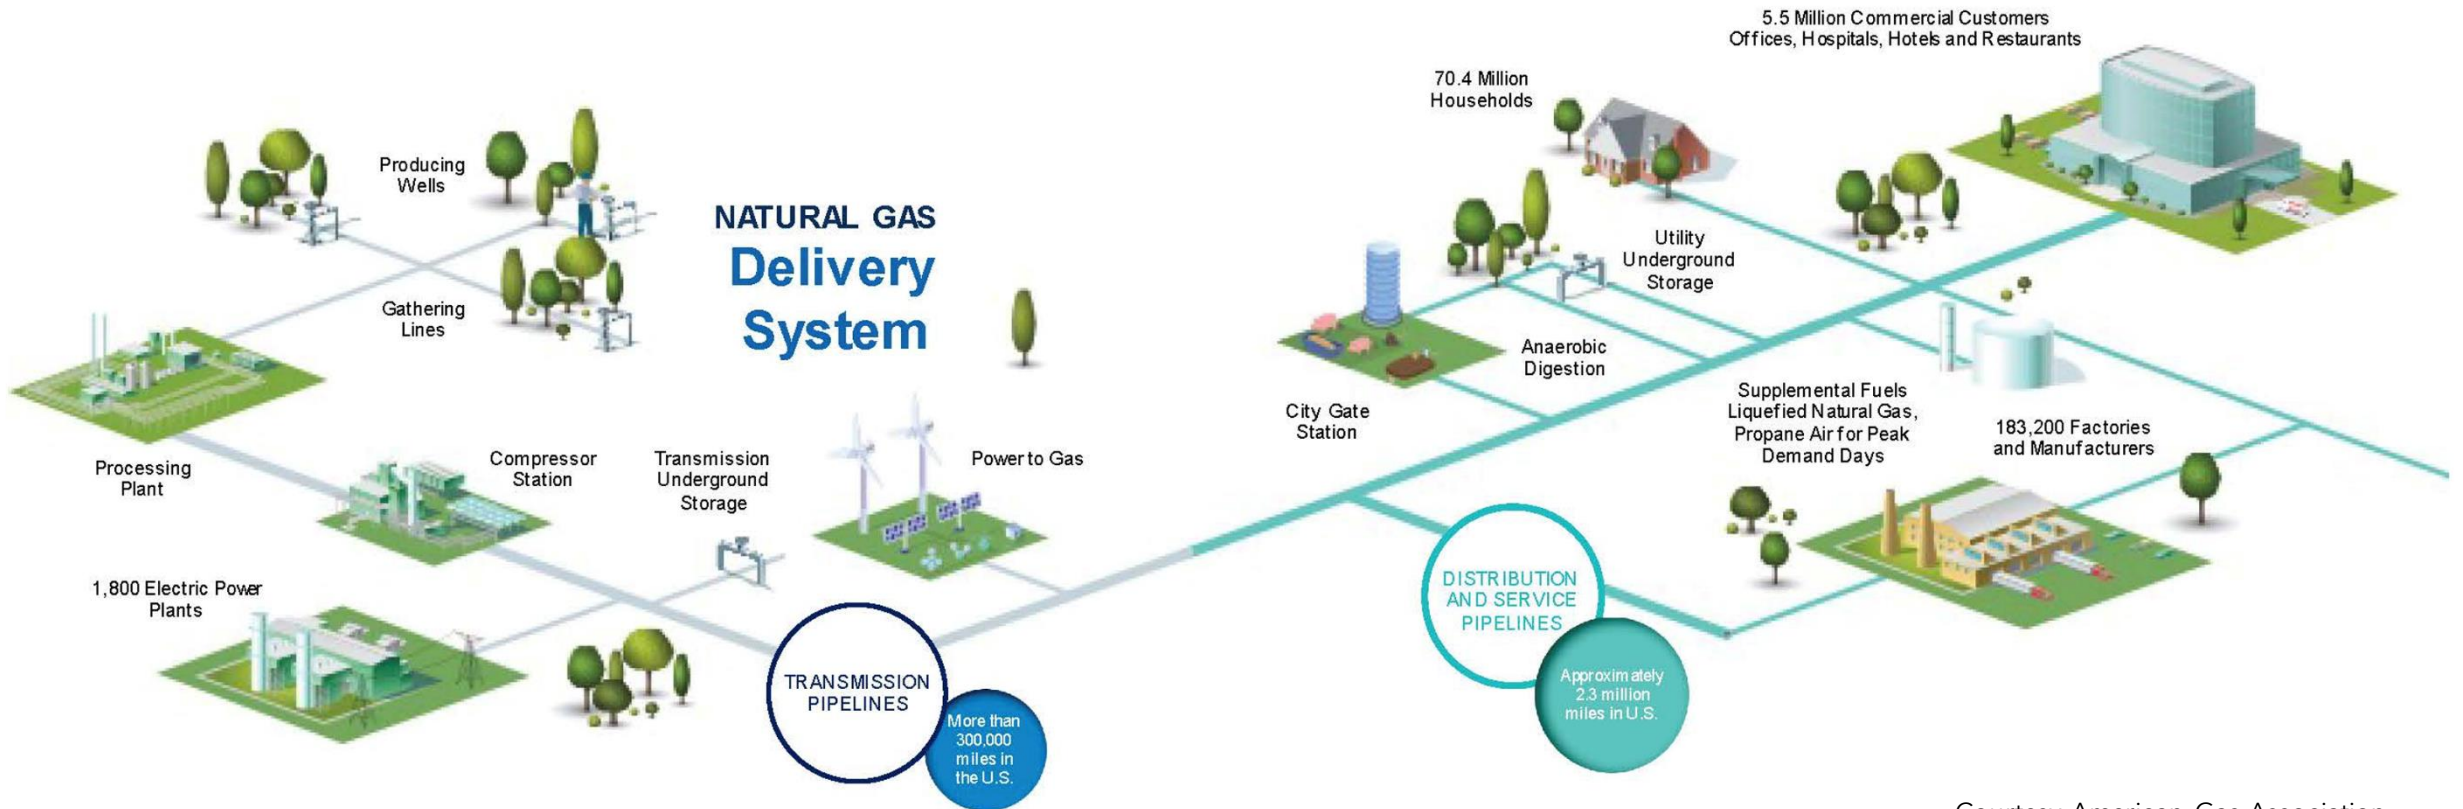 5.5 Million Commercial Customers
Offices, Hospitals, Hotels and Restaurants
70.4 Million
Households
Producing
Wells
NATURAL GAS
Delivery
System
Utility
Underground
Storage
Gathering
Lines
Anaerobic
Digestion
City Gate
Station
Supplemental Fuels
Liquefied Natural Gas,
Propane Air for Peak
Demand Days
183,200 Factories
and Manufacturers
Processing
Plant
Compressor
Station
Transmission
Underground
Storage
Power to Gas
1,800 Electric Power
Plants
DISTRIBUTION
AND SERVICE
PIPELINES
Approximately
2.3 million
miles in U.S.
TRANSMISSION
PIPELINES
More than
300,000
miles in
the U.S.
Courtesy American Gas Association